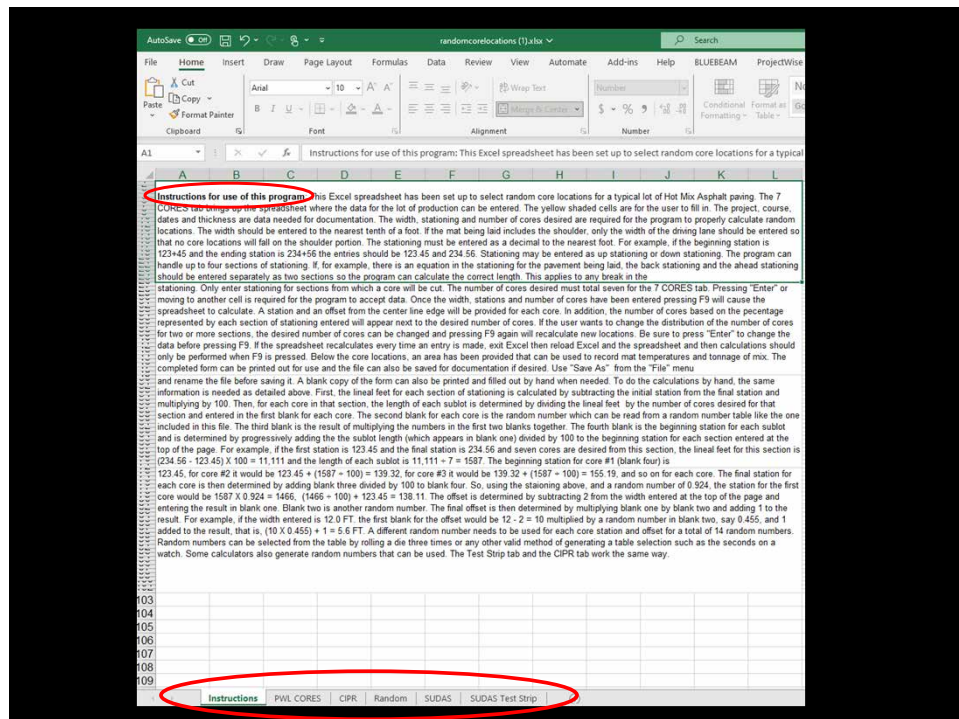 AutoSave Off randomcorelocations (1).xlsx Search
File Home Insert Draw Page Layout Formulas Data Review View Automate Add-ins Help BLUEBEAM ProjectWise
Cut
Copy
Paste
Format Painter
Arial 10
B I U
Wrap Text
Merge & Center
Number
$ % 9
Conditional Formatting
Format as Table
Clipboard Font Alignment Number
A1 fx Instructions for use of this program: This Excel spreadsheet has been set up to select random core locations for a typical
A B C D E F G H I J K L
Instructions for use of this program: This Excel spreadsheet has been set up to select random core locations for a typical lot of Hot Mix Asphalt paving. The 7
CORES tab brings up the spreadsheet where the data for the lot of production can be entered. The yellow shaded cells are for the user to fill in. The project, course,
dates and thickness are data needed for documentation. The width, stationing and number of cores desired are required for the program to properly calculate random
locations. The width should be entered to the nearest tenth of a foot. If the mat being laid includes the shoulder, only the width of the driving lane should be entered so
that no core locations will fall on the shoulder portion. The stationing must be entered as a decimal to the nearest foot. For example, if the beginning station is
123+45 and the ending station is 234+56 the entries should be 123.45 and 234.56. Stationing may be entered as up stationing or down stationing. The program can
handle up to four sections of stationing. If, for example, there is an equation in the stationing for the pavement being laid, the back stationing and the ahead stationing
should be entered separately as two sections so the program can calculate the correct length. This applies to any break in the
stationing. Only enter stationing for sections from which a core will be cut. The number of cores desired must total seven for the 7 CORES tab. Pressing "Enter" or
moving to another cell is required for the program to accept data. Once the width, stations and number of cores have been entered pressing F9 will cause the
spreadsheet to calculate. A station and an offset from the center line edge will be provided for each core. In addition, the number of cores based on the pecentage
represented by each section of stationing entered will appear next to the desired number of cores. If the user wants to change the distribution of the number of cores
for two or more sections, the desired number of cores can be changed and pressing F9 again will recalculate new locations. Be sure to press "Enter" to change the
data before pressing F9. If the spreadsheet recalculates every time an entry is made, exit Excel then reload Excel and the spreadsheet and then calculations should
only be performed when F9 is pressed. Below the core locations, an area has been provided that can be used to record mat temperatures and tonnage of mix. The
completed form can be printed out for use and the file can also be saved for documentation if desired. Use "Save As" from the "File" menu
and rename the file before saving it. A blank copy of the form can also be printed and filled out by hand when needed. To do the calculations by hand, the same
information is needed as detailed above. First, the lineal feet for each section of stationing is calculated by subtracting the initial station from the final station and
multiplying by 100. Then, for each core in that section, the length of each sublot is determined by dividing the lineal feet by the number of cores desired for that
section and entered in the first blank for each core. The second blank for each core is the random number which can be read from a random number table like the one
included in this file. The third blank is the result of multiplying the numbers in the first two blanks together. The fourth blank is the beginning station for each sublot
and is determined by progressively adding the the sublot length (which appears in blank one) divided by 100 to the beginning station for each section entered at the
top of the page. For example, if the first station is 123.45 and the final station is 234.56 and seven cores are desired from this section, the lineal feet for this section is
(234.56 - 123.45) X 100 = 11,111 and the length of each sublot is 11,111 ÷ 7 = 1587. The beginning station for core #1 (blank four) is
123.45, for core #2 it would be 123.45 + (1587 ÷ 100) = 139.32, for core #3 it would be 139.32 + (1587 ÷ 100) = 155.19, and so on for each core. The final station for
each core is then determined by adding blank three divided by 100 to blank four. So, using the staioning above, and a random number of 0.924, the station for the first
core would be 1587 X 0.924 = 1466, (1466 ÷ 100) + 123.45 = 138.11. The offset is determined by subtracting 2 from the width entered at the top of the page and
entering the result in blank one. Blank two is another random number. The final offset is then determined by multiplying blank one by blank two and adding 1 to the
result. For example, if the width entered is 12.0 FT. the first blank for the offset would be 12 - 2 = 10 multiplied by a random number in blank two, say 0.455, and 1
added to the result, that is, (10 X 0.455) + 1 = 5.6 FT. A different random number needs to be used for each core station and offset for a total of 14 random numbers.
Random numbers can be selected from the table by rolling a die three times or any other valid method of generating a table selection such as the seconds on a
watch. Some calculators also generate random numbers that can be used. The Test Strip tab and the CIPR tab work the same way.
103
104
105
106
107
108
109
Instructions PWL CORES CIPR Random SUDAS SUDAS Test Strip